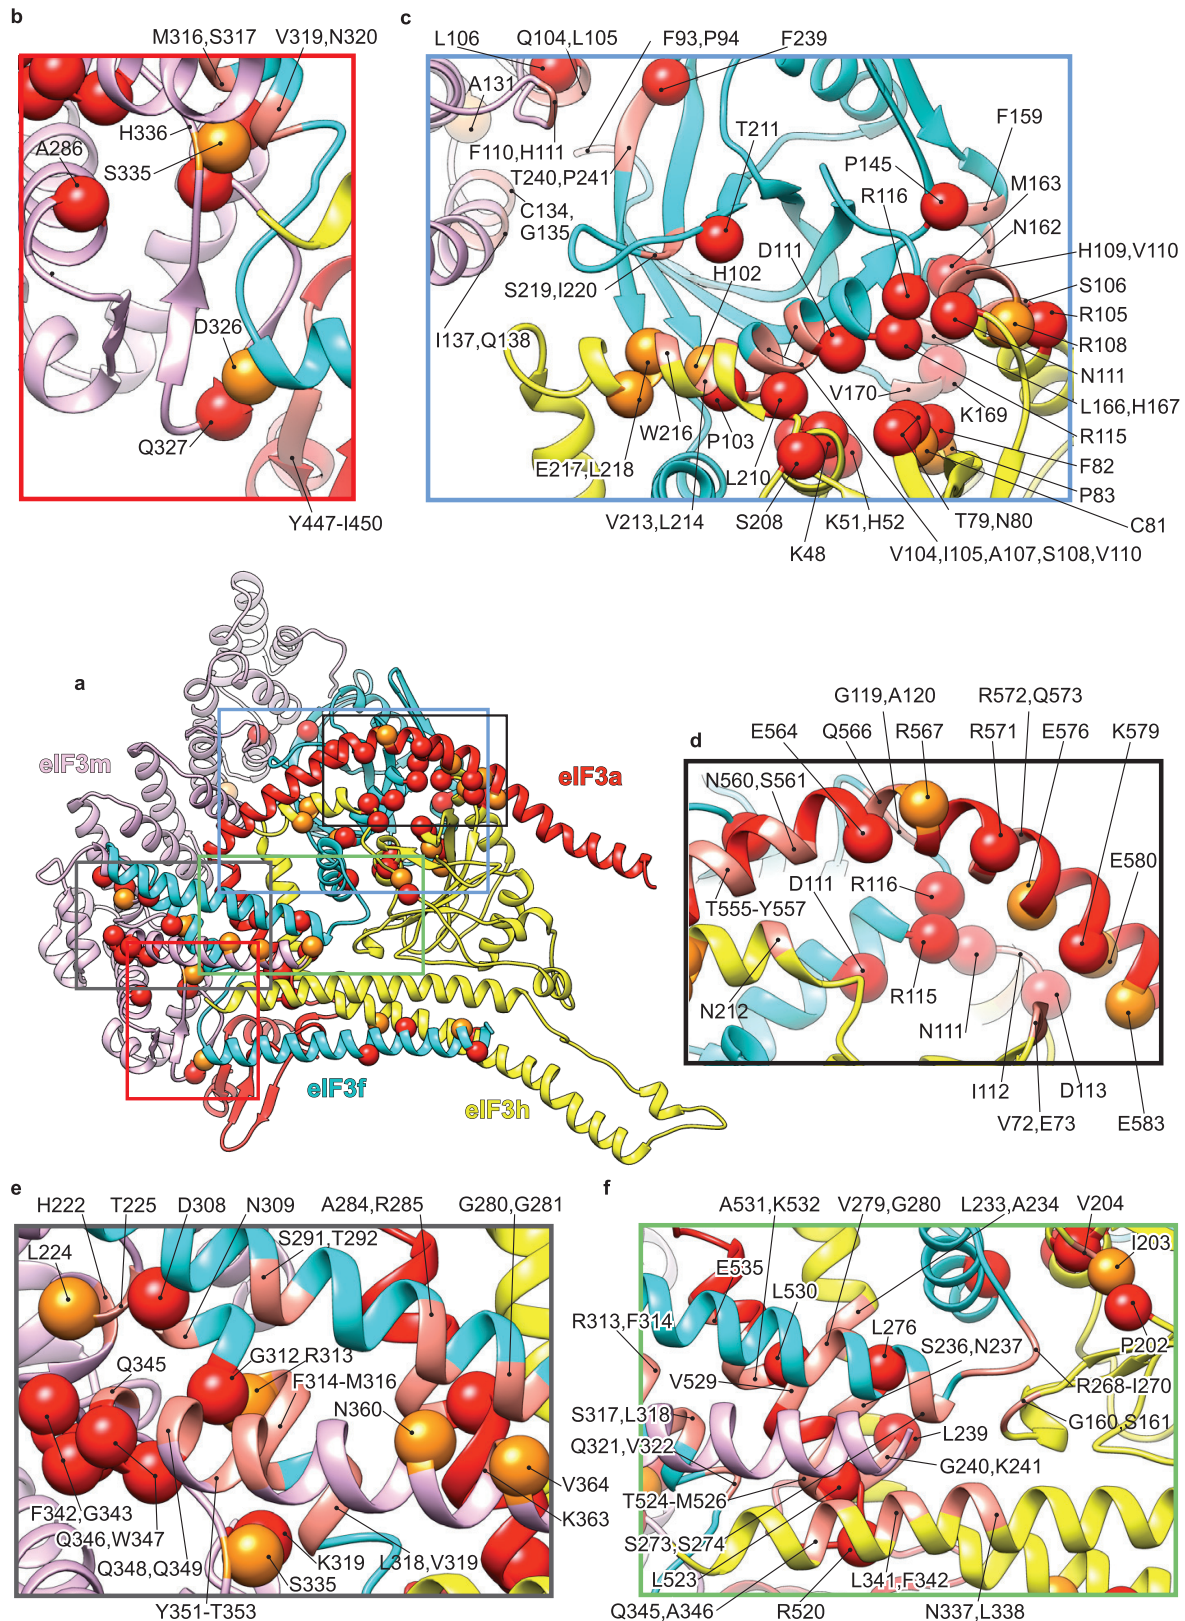 b
M316,S317
V319,N320
H336
A286
S335
D326
Q327
Y447-I450
c
L106
Q104,L105
F93,P94
F239
A131
F110,H111
T211
F159
T240,P241
P145
M163
C134,
G135
R116
N162
D111
H109,V110
H102
S219,I220
S106
R105
I137,Q138
R108
N111
V170
L166,H167
K169
W216
P103
R115
E217,L218
L210
F82
P83
V213,L214
S208
K51,H52
T79,N80
C81
K48
V104,I105,A107,S108,V110
a
eIF3m
eIF3a
eIF3f
eIF3h
d
G119,A120
R572,Q573
E564
Q566
R567
R571
E576
K579
N560,S561
E580
D111
R116
T555-Y557
N212
R115
N111
I112
D113
V72,E73
E583
e
H222
T225
D308
N309
A284,R285
G280,G281
L224
S291,T292
Q345
G312
R313
F314-M316
N360
V364
F342,G343
K363
Q346,W347
Q348,Q349
K319
L318,V319
S335
Y351-T353
f
A531,K532
V279,G280
L233,A234
V204
I203
E535
L530
R313,F314
L276
S236,N237
P202
V529
R268-I270
S317,L318
G160,S161
Q321,V322
L239
G240,K241
T524-M526
S273,S274
L523
L341,F342
Q345,A346
R520
N337,L338